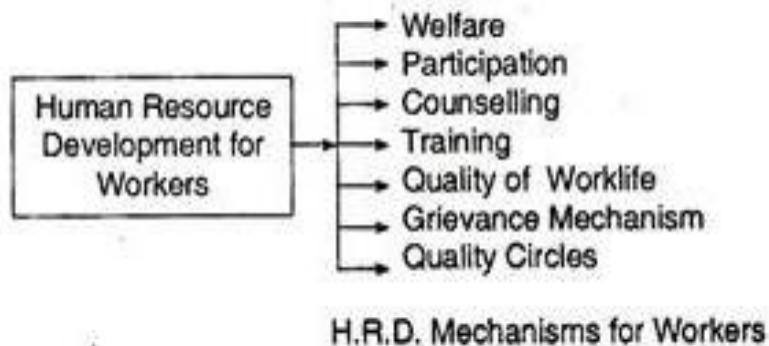 Human Resource
Development for
Workers
Welfare
Participation
Counselling
Training
Quality of Worklife
Grievance Mechanism
Quality Circles
H.R.D. Mechanisms for Workers